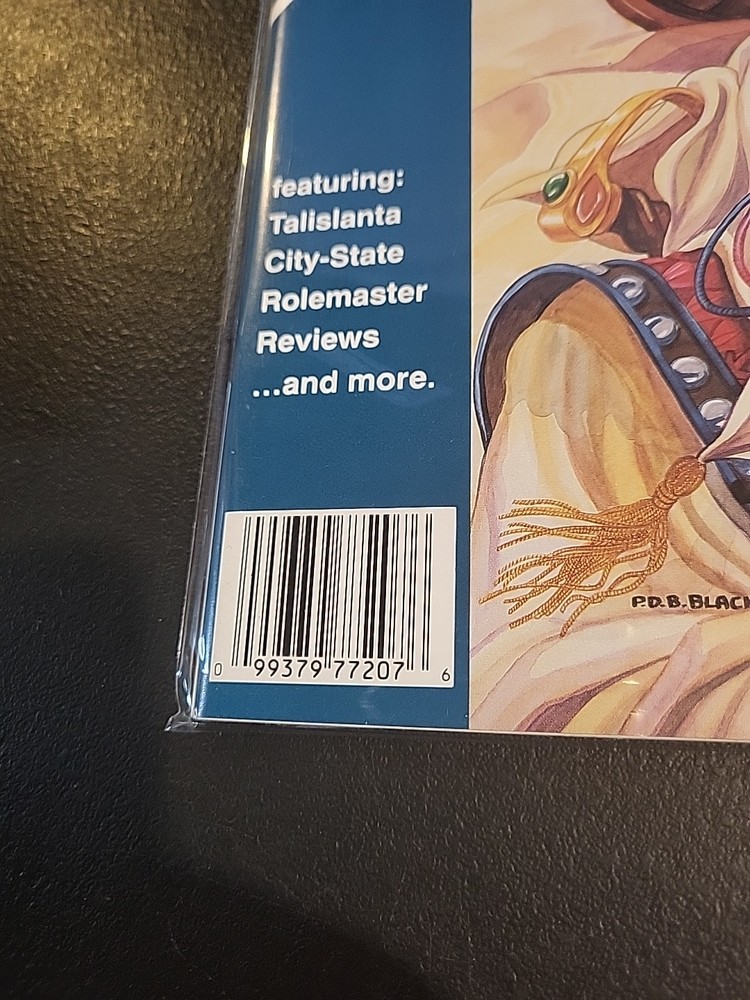 featuring:
Talislanta
City-State
Rolemaster
Reviews
...and more.
P.D.B. BLACK
0 99379 77207 6